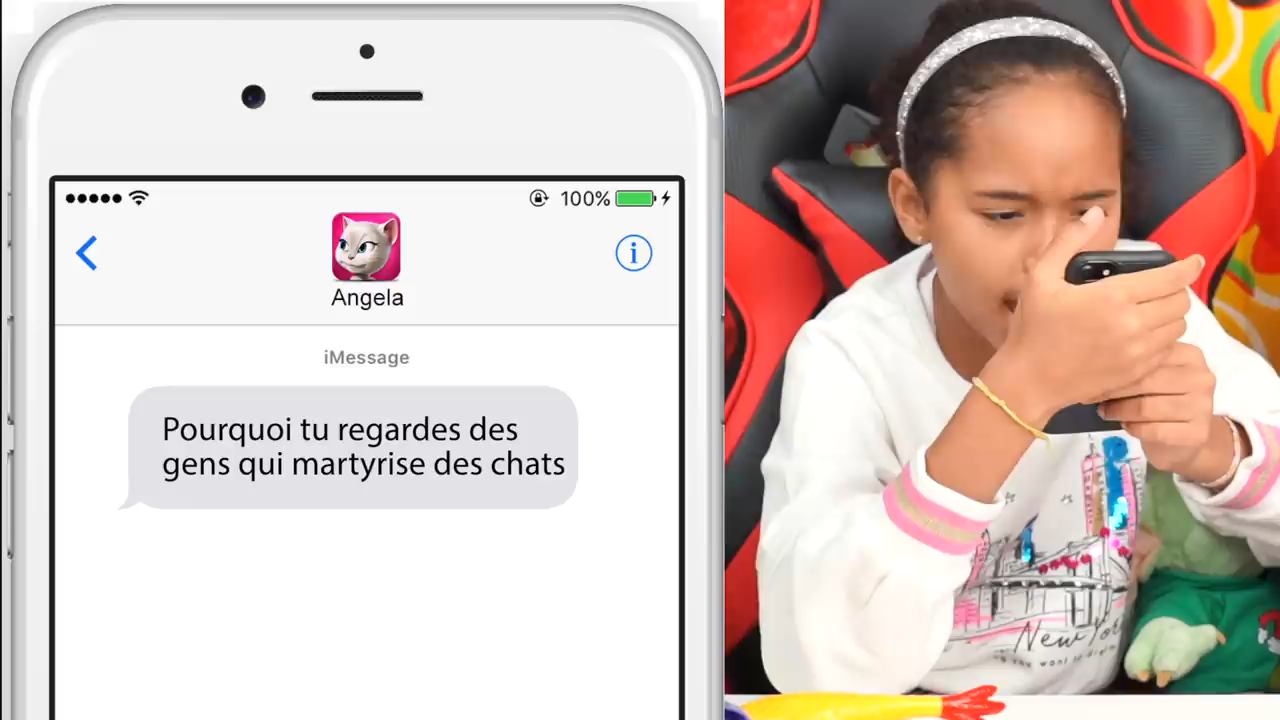 100%
Angela
iMessage
Pourquoi tu regardes des
gens qui martyrise des chats
New York